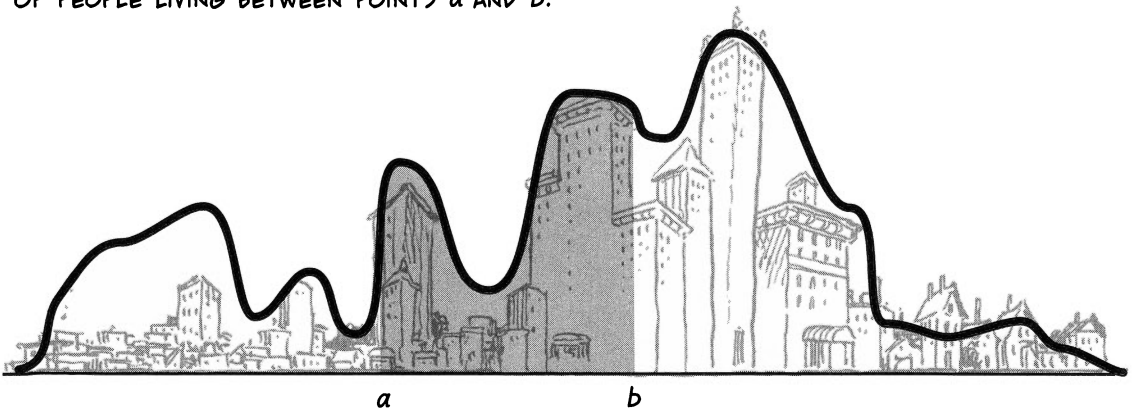 OF PEOPLE LIVING BETWEEN POINTS a AND b.
a b